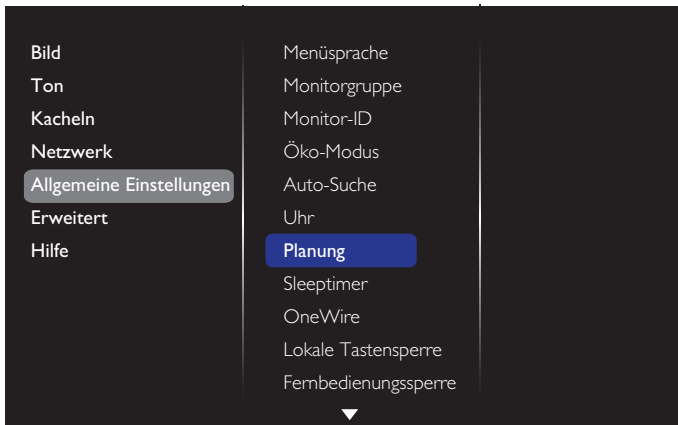 Bild
Ton
Kacheln
Netzwerk
Allgemeine Einstellungen
Erweitert
Hilfe
Menüsprache
Monitorgruppe
Monitor-ID
Öko-Modus
Auto-Suche
Uhr
Planung
Sleeptimer
OneWire
Lokale Tastensperre
Fernbedienungssperre